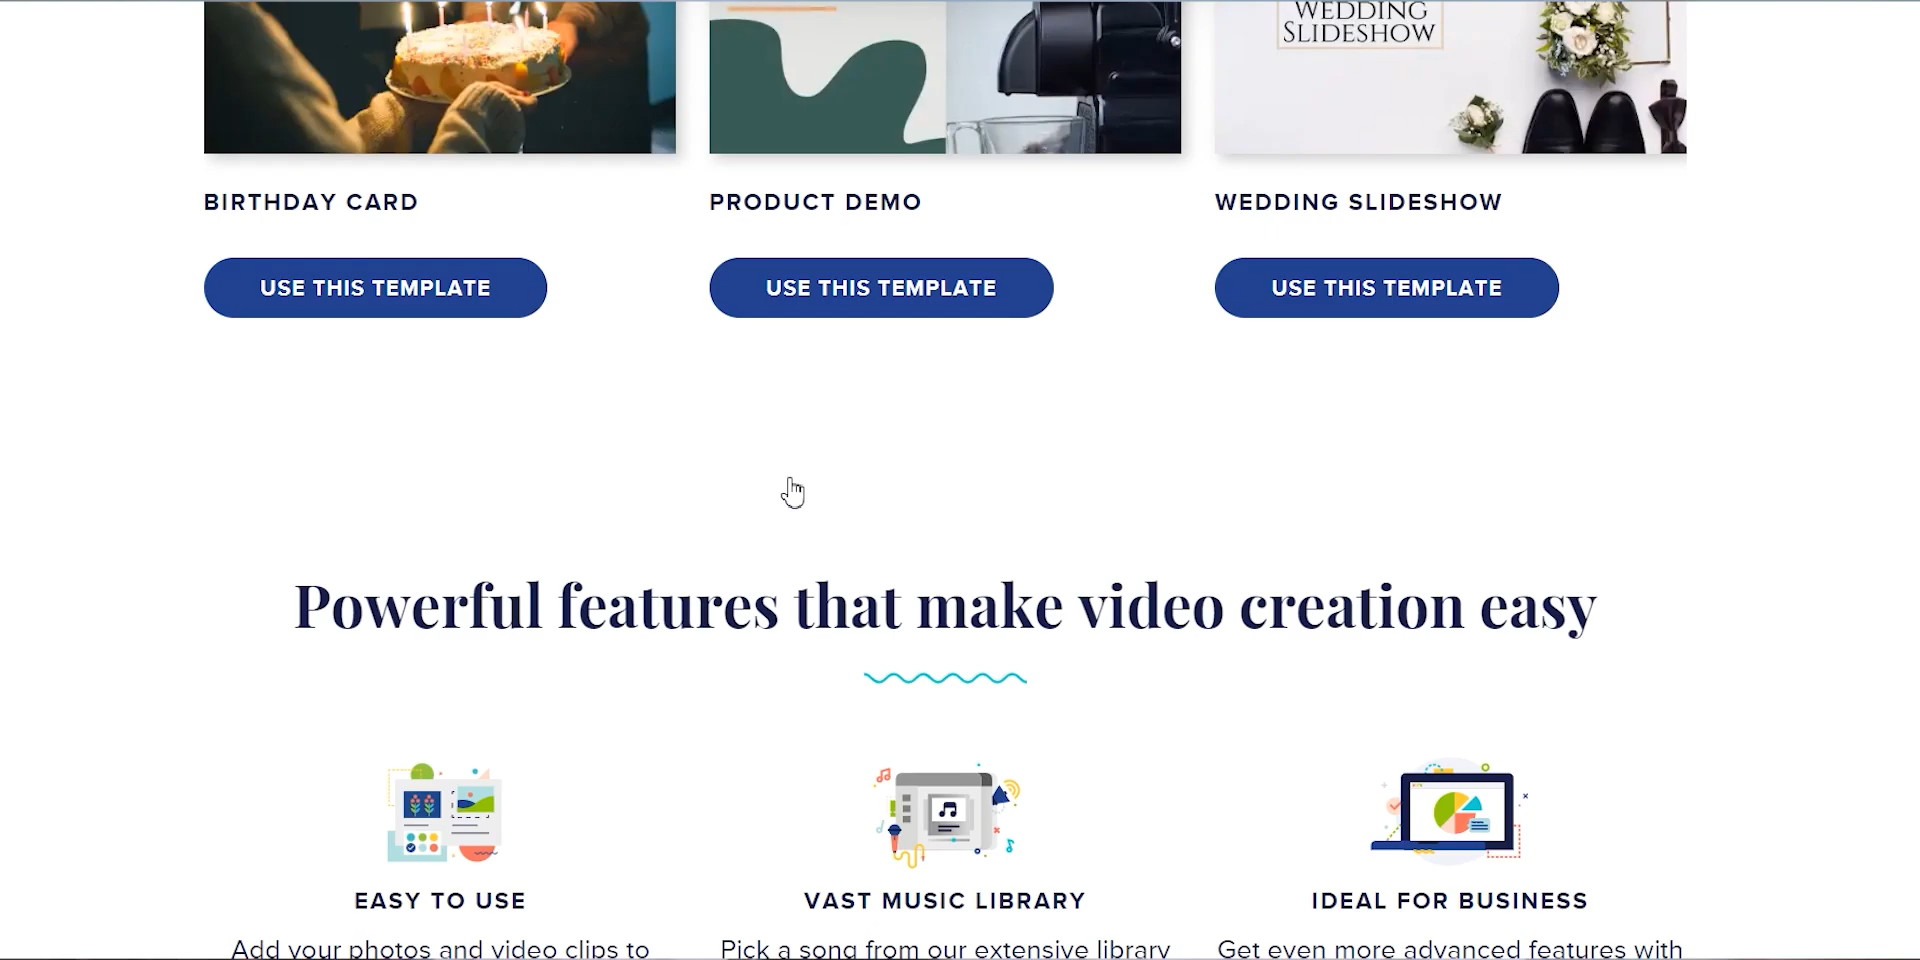 WEDDING
SLIDESHOW
BIRTHDAY CARD
PRODUCT DEMO
WEDDING SLIDESHOW
USE THIS TEMPLATE
USE THIS TEMPLATE
USE THIS TEMPLATE
Powerful features that make video creation easy
EASY TO USE
VAST MUSIC LIBRARY
IDEAL FOR BUSINESS
Add your photos and video clips to
Pick a song from our extensive library
Get even more advanced features with